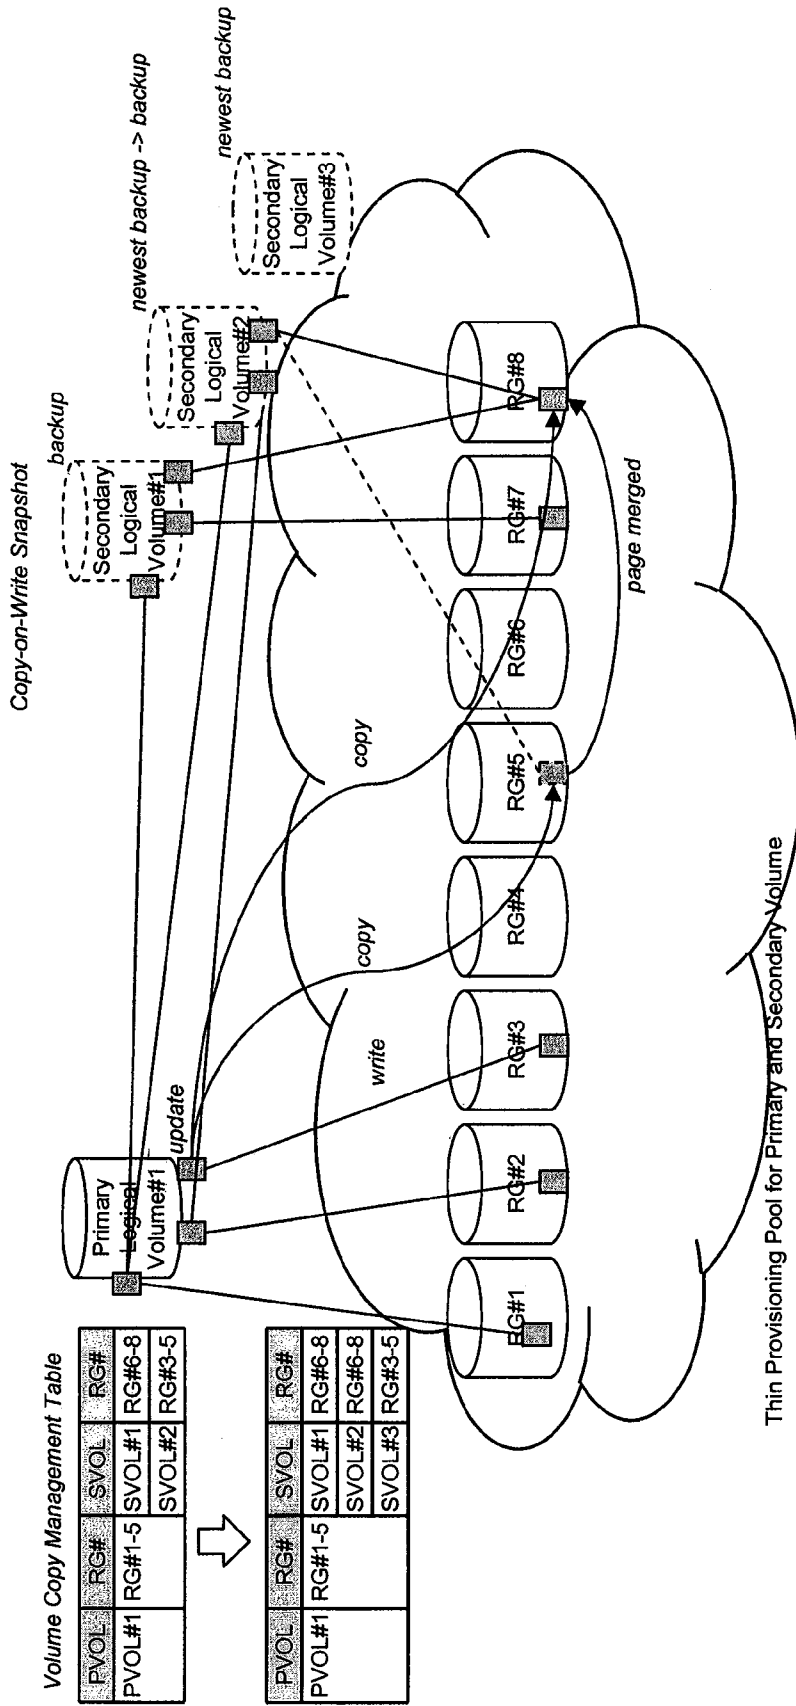 Copy-on-Write Snapshot
Volume Copy Management Table
PVOL RG# SVOL RG#
PVOL#1 RG#1-5 SVOL#1 RG#6-8
SVOL#2 RG#3-5
PVOL RG# SVOL RG#
PVOL#1 RG#1-5 SVOL#1 RG#6-8
SVOL#2 RG#6-8
SVOL#3 RG#3-5
Primary
Logical
Volume#1
update
backup
Secondary
Logical
Volume#1
newest backup -> backup
Secondary
Logical
Volume#2
newest backup
Secondary
Logical
Volume#3
write
copy
copy
RG#1
RG#2
RG#3
RG#4
RG#5
RG#6
RG#7
RG#8
page merged
Thin Provisioning Pool for Primary and Secondary Volume